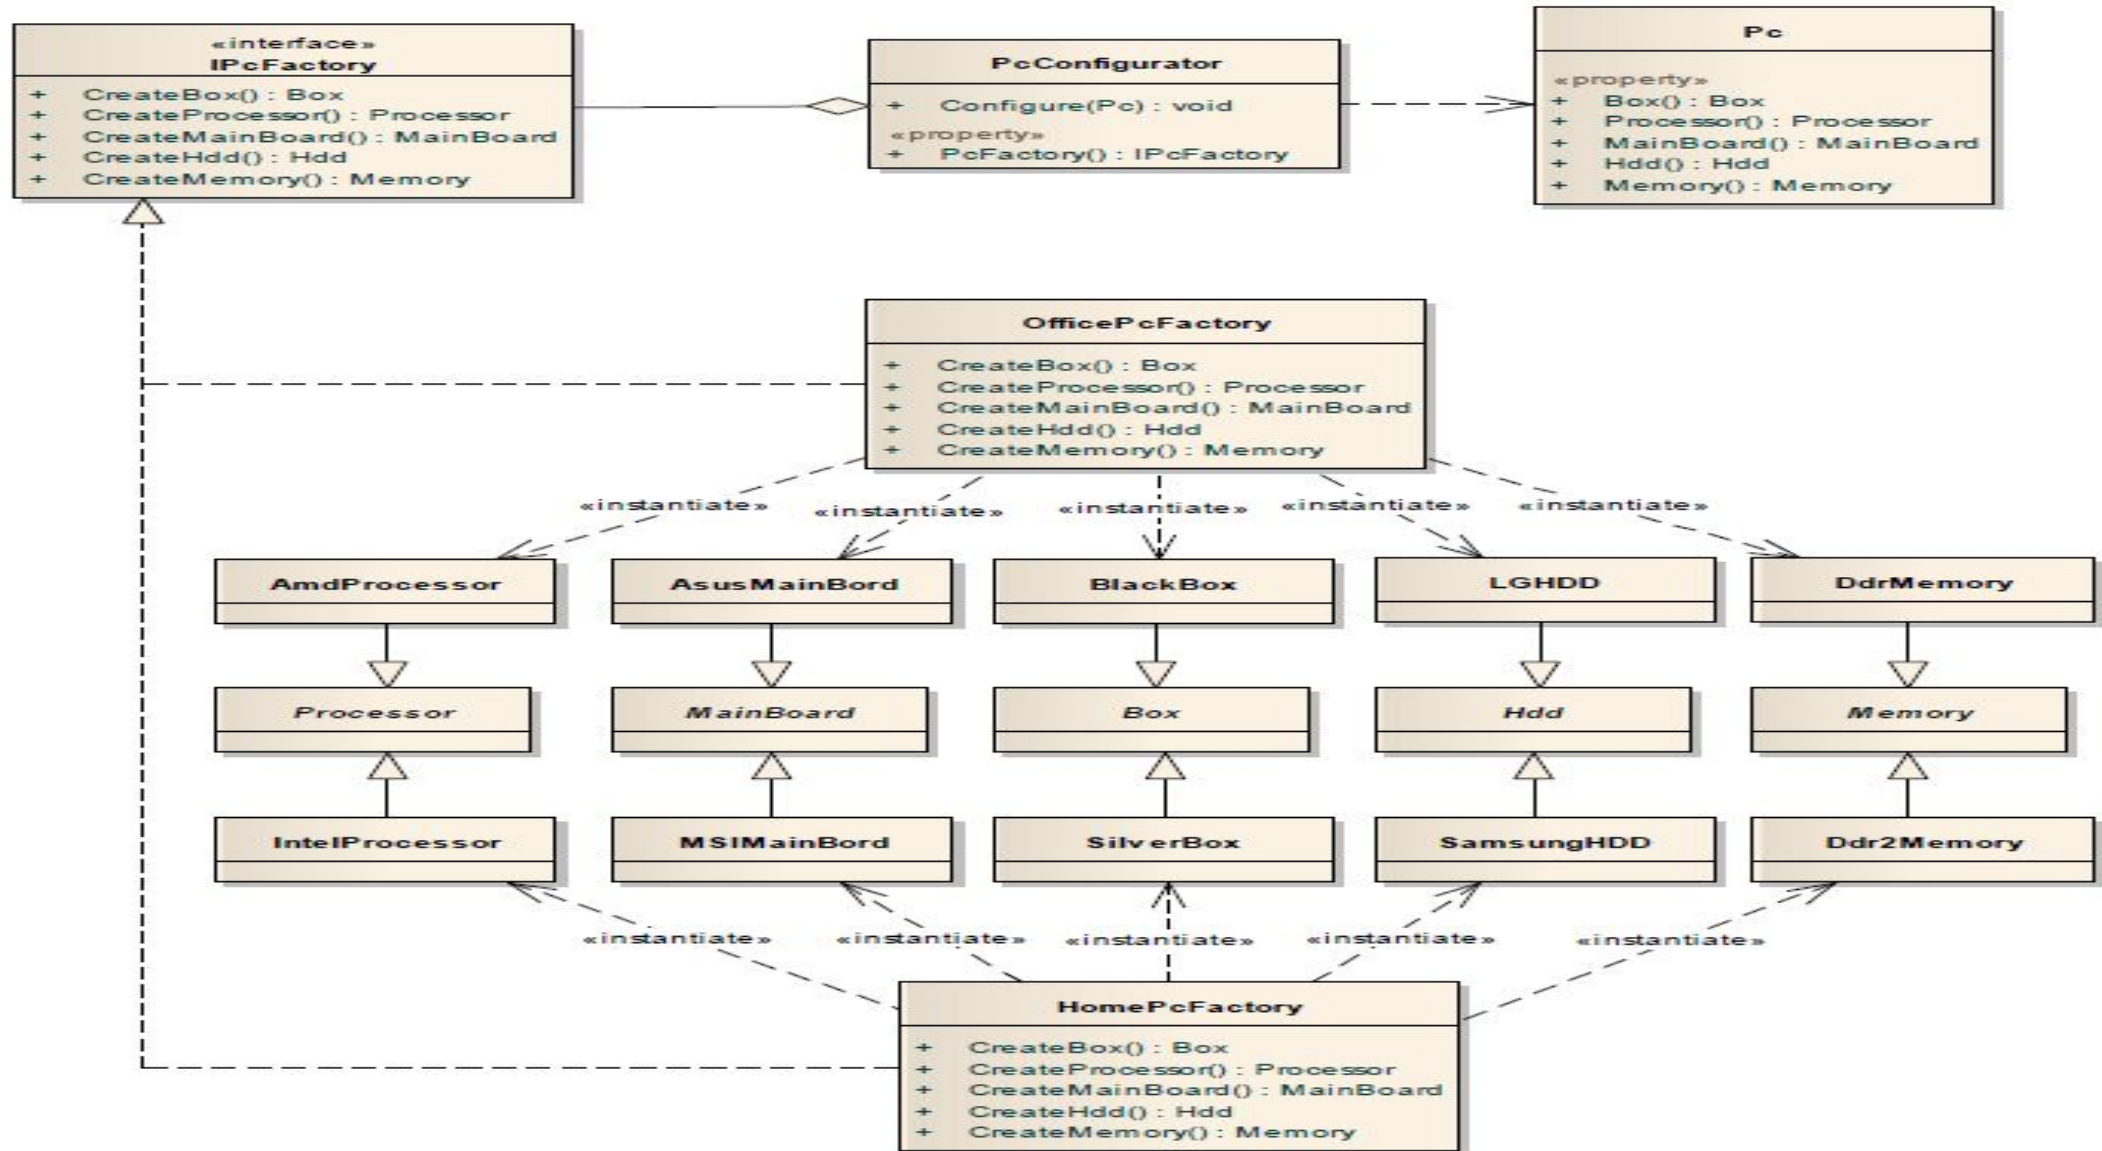 «interface»
IPcFactory
+ CreateBox() : Box
+ CreateProcessor() : Processor
+ CreateMainBoard() : MainBoard
+ CreateHdd() : Hdd
+ CreateMemory() : Memory
PcConfigurator
+ Configure(Pc) : void
«property»
+ PcFactory() : IPcFactory
Pc
«property»
+ Box() : Box
+ Processor() : Processor
+ MainBoard() : MainBoard
+ Hdd() : Hdd
+ Memory() : Memory
OfficePcFactory
+ CreateBox() : Box
+ CreateProcessor() : Processor
+ CreateMainBoard() : MainBoard
+ CreateHdd() : Hdd
+ CreateMemory() : Memory
«instantiate» «instantiate» «instantiate» «instantiate» «instantiate»
AmdProcessor AsusMainBord BlackBox LGHDD DdrMemory
Processor MainBoard Box Hdd Memory
IntelProcessor MSIMainBord SilverBox SamsungHDD Ddr2Memory
«instantiate» «instantiate» «instantiate» «instantiate» «instantiate»
HomePcFactory
+ CreateBox() : Box
+ CreateProcessor() : Processor
+ CreateMainBoard() : MainBoard
+ CreateHdd() : Hdd
+ CreateMemory() : Memory